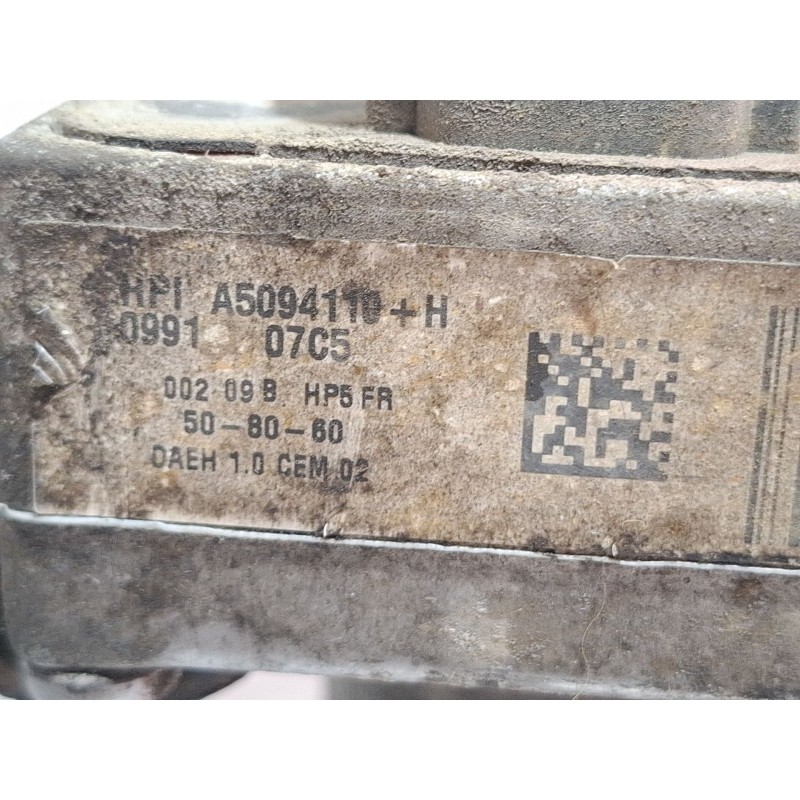 HPI A5094110+H
0991 07C5
002 09 B HP5 FR
50-80-60
DAEH 1.0 CEM 02